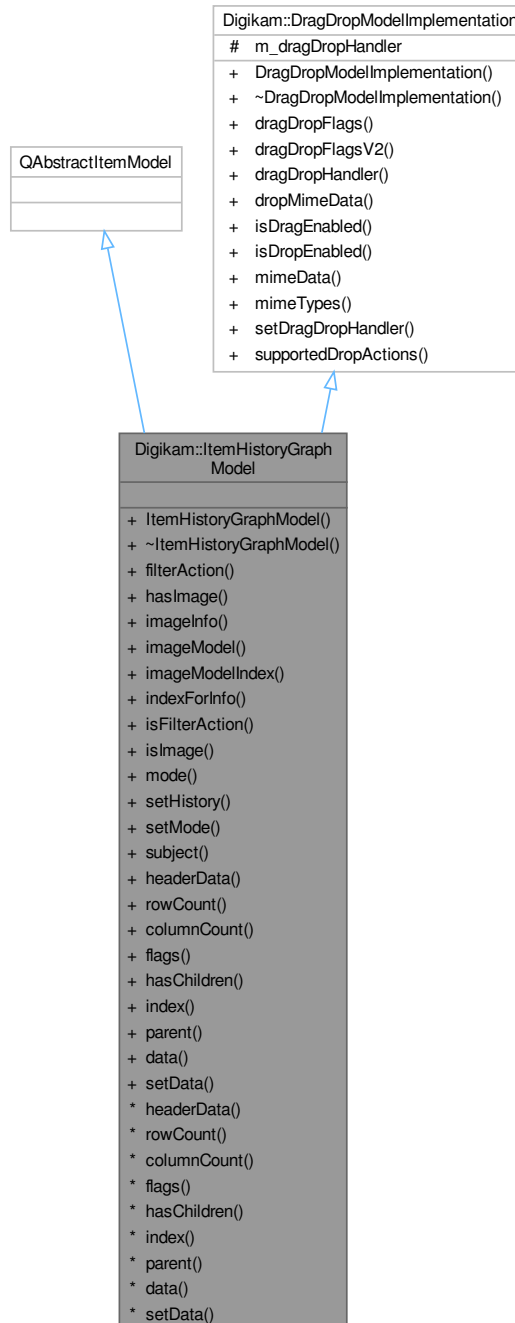 Digikam::DragDropModelImplementation
# m_dragDropHandler
+ DragDropModelImplementation()
+ ~DragDropModelImplementation()
+ dragDropFlags()
+ dragDropFlagsV2()
+ dragDropHandler()
+ dropMimeData()
+ isDragEnabled()
+ isDropEnabled()
+ mimeData()
+ mimeTypes()
+ setDragDropHandler()
+ supportedDropActions()
QAbstractItemModel
Digikam::ItemHistoryGraph
Model
+ ItemHistoryGraphModel()
+ ~ItemHistoryGraphModel()
+ filterAction()
+ hasImage()
+ imageInfo()
+ imageModel()
+ imageModelIndex()
+ indexForInfo()
+ isFilterAction()
+ isImage()
+ mode()
+ setHistory()
+ setMode()
+ subject()
+ headerData()
+ rowCount()
+ columnCount()
+ flags()
+ hasChildren()
+ index()
+ parent()
+ data()
+ setData()
* headerData()
* rowCount()
* columnCount()
* flags()
* hasChildren()
* index()
* parent()
* data()
* setData()